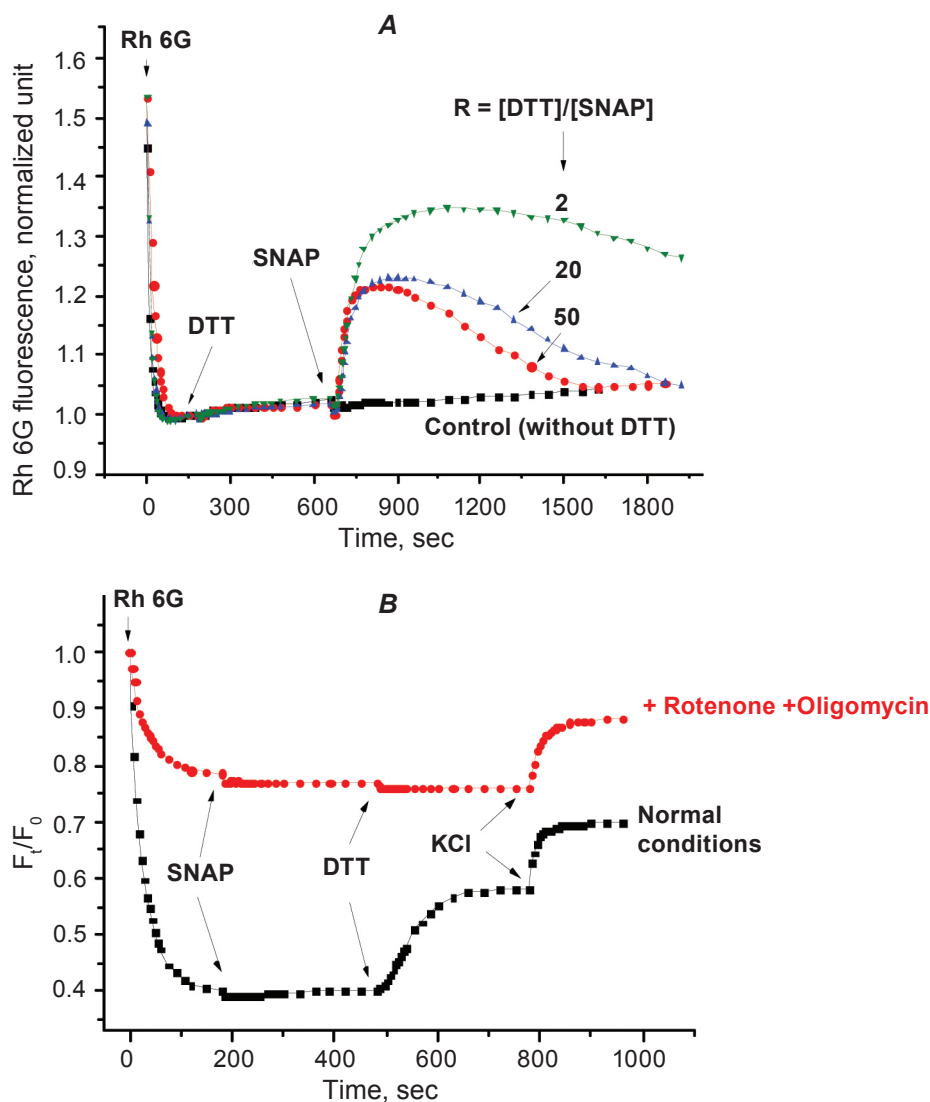 A
Rh 6G
1.6
1.5
1.4
1.3
1.2
1.1
1.0
0.9
Rh 6G fluorescence, normalized unit
R = [DTT]/[SNAP]
2
SNAP
20
DTT
50
Control (without DTT)
0 300 600 900 1200 1500 1800
Time, sec
Rh 6G
B
1.0
0.9
0.8
0.7
0.6
0.5
0.4
Ft/F0
+ Rotenone +Oligomycin
Normal
conditions
KCl
SNAP
DTT
0 200 400 600 800 1000
Time, sec